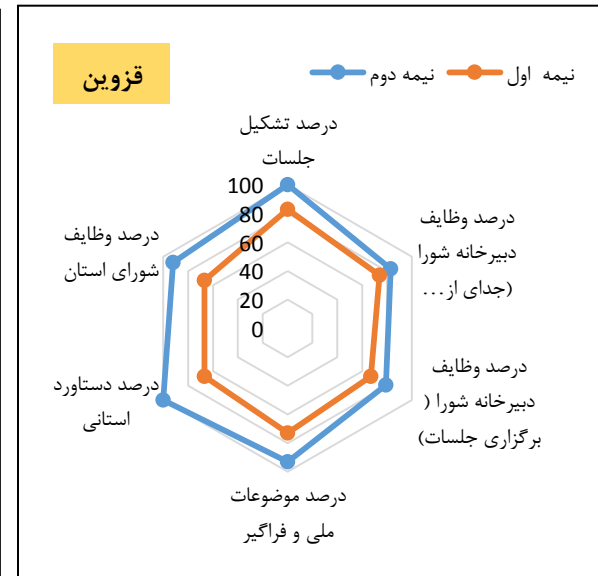 قزوین
نیمه اول
نیمه دوم
درصد تشکیل
جلسات
100
80
60
40
20
0
درصد وظایف
دبیرخانه شورا
(جدای از...
درصد وظایف
دبیرخانه شورا (
برگزاری جلسات)
درصد موضوعات
ملی و فراگیر
درصد دستاورد
استانی
درصد وظایف
شورای استان